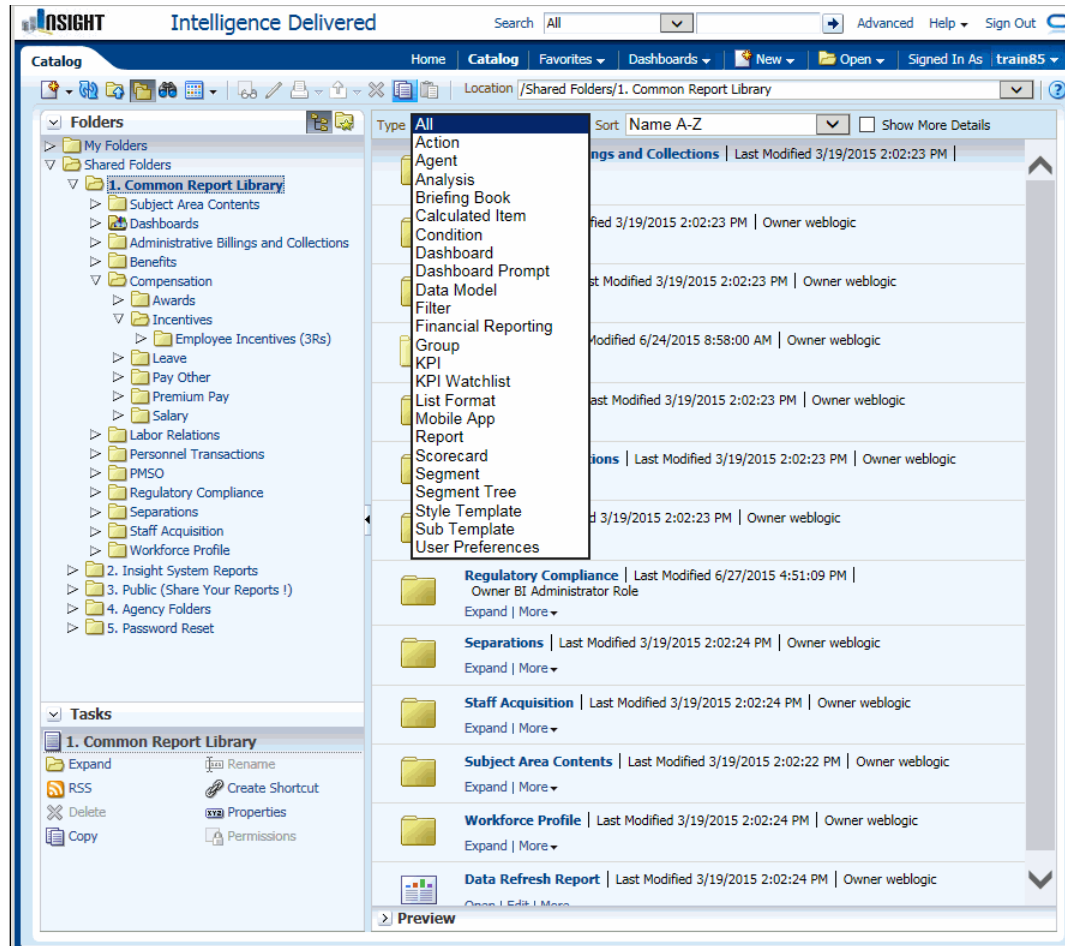 INSIGHT Intelligence Delivered Search All Advanced Help Sign Out
Catalog Home Catalog Favorites Dashboards New Open Signed In As train85
Location /Shared Folders/1. Common Report Library
Folders
My Folders
Shared Folders
1. Common Report Library
Subject Area Contents
Dashboards
Administrative Billings and Collections
Benefits
Compensation
Awards
Incentives
Employee Incentives (3Rs)
Leave
Pay Other
Premium Pay
Salary
Labor Relations
Personnel Transactions
PMSO
Regulatory Compliance
Separations
Staff Acquisition
Workforce Profile
2. Insight System Reports
3. Public (Share Your Reports !)
4. Agency Folders
5. Password Reset
Tasks
1. Common Report Library
Expand Rename
RSS Create Shortcut
Delete Properties
Copy Permissions
Type All Sort Name A-Z Show More Details
Action
Agent
Analysis
Briefing Book
Calculated Item
Condition
Dashboard
Dashboard Prompt
Data Model
Filter
Financial Reporting
Group
KPI
KPI Watchlist
List Format
Mobile App
Report
Scorecard
Segment
Segment Tree
Style Template
Sub Template
User Preferences
ngs and Collections | Last Modified 3/19/2015 2:02:23 PM |
fied 3/19/2015 2:02:23 PM | Owner weblogic
st Modified 3/19/2015 2:02:23 PM | Owner weblogic
Modified 6/24/2015 8:58:00 AM | Owner weblogic
ast Modified 3/19/2015 2:02:23 PM | Owner weblogic
ions | Last Modified 3/19/2015 2:02:23 PM | Owner weblogic
d 3/19/2015 2:02:23 PM | Owner weblogic
Regulatory Compliance | Last Modified 6/27/2015 4:51:09 PM |
Owner BI Administrator Role
Expand | More
Separations | Last Modified 3/19/2015 2:02:24 PM | Owner weblogic
Expand | More
Staff Acquisition | Last Modified 3/19/2015 2:02:24 PM | Owner weblogic
Expand | More
Subject Area Contents | Last Modified 3/19/2015 2:02:22 PM | Owner weblogic
Expand | More
Workforce Profile | Last Modified 3/19/2015 2:02:24 PM | Owner weblogic
Expand | More
Data Refresh Report | Last Modified 3/19/2015 2:02:24 PM | Owner weblogic
Open | Edit | More
Preview